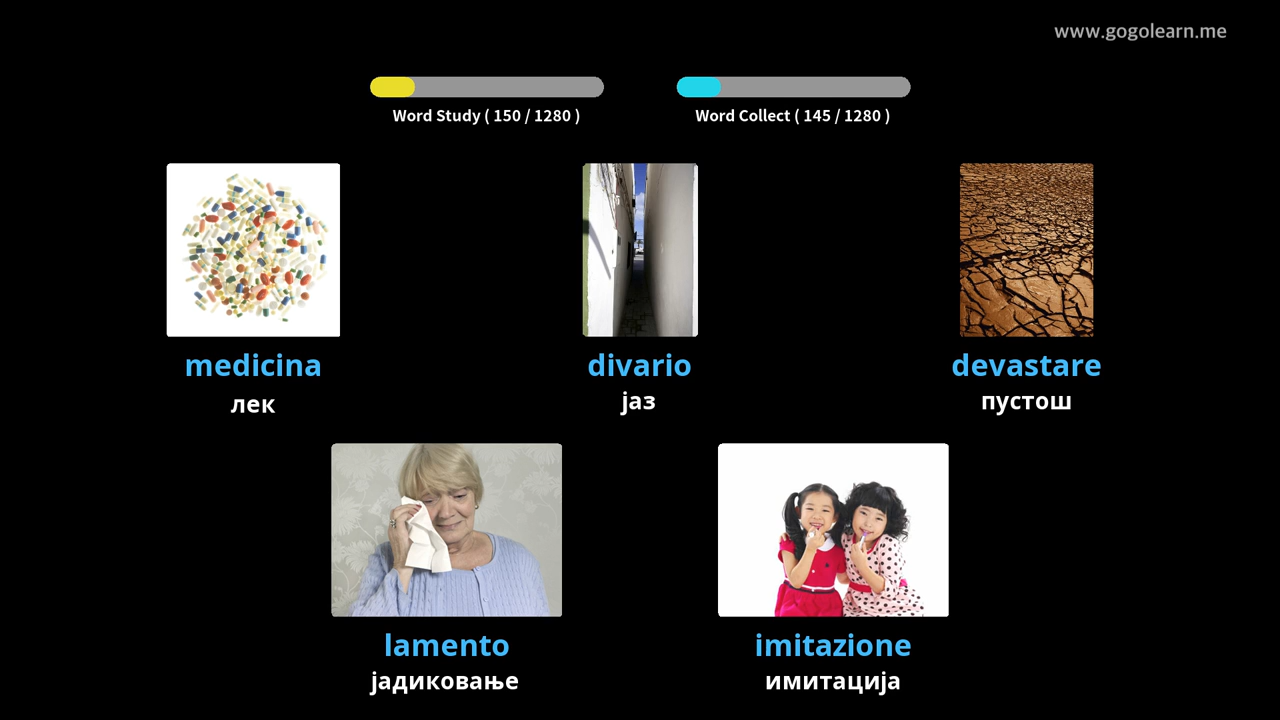 www.gogolearn.me
Word Study ( 150 / 1280 )
Word Collect ( 145 / 1280 )
medicina
лек
divario
јаз
devastare
пустош
lamento
јадиковање
imitazione
имитација